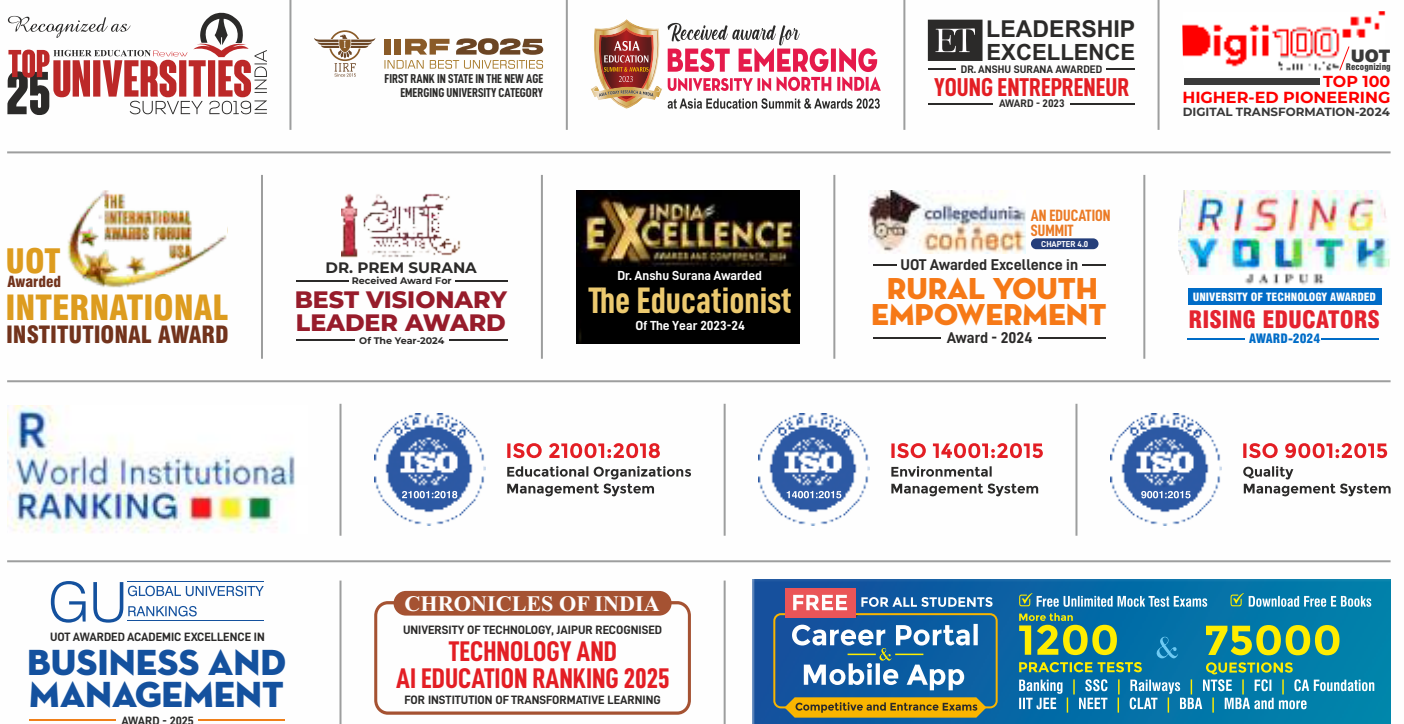 Recognized as
TOP
25
HIGHER EDUCATION Review
UNIVERSITIES
SURVEY 2019
IN INDIA
IIRF
Since 2015
IIRF 2025
INDIAN BEST UNIVERSITIES
FIRST RANK IN STATE IN THE NEW AGE
EMERGING UNIVERSITY CATEGORY
ASIA
EDUCATION
SUMMIT & AWARDS
2023
Received award for
BEST EMERGING
UNIVERSITY IN NORTH INDIA
at Asia Education Summit & Awards 2023
ET
LEADERSHIP
EXCELLENCE
DR. ANSHU SURANA AWARDED
YOUNG ENTREPRENEUR
AWARD - 2023
Digii100
/UOT
Recognizing
TOP 100
HIGHER-ED PIONEERING
DIGITAL TRANSFORMATION-2024
THE
INTERNATIONAL
AWARDS FORUM
USA
UOT
Awarded
INTERNATIONAL
INSTITUTIONAL AWARD
DR. PREM SURANA
Received Award For
BEST VISIONARY
LEADER AWARD
Of The Year-2024
INDIA
EXCELLENCE
AWARDS AND CONFERENCE, 2024
Dr. Anshu Surana Awarded
The Educationist
Of The Year 2023-24
collegedunia
connect
AN EDUCATION
SUMMIT
CHAPTER 4.0
UOT Awarded Excellence in
RURAL YOUTH
EMPOWERMENT
Award - 2024
RISING
YOUTH
JAIPUR
UNIVERSITY OF TECHNOLOGY AWARDED
RISING EDUCATORS
AWARD-2024
R
World Institutional
RANKING
CERTIFIED
ISO
21001:2018
ISO 21001:2018
Educational Organizations
Management System
CERTIFIED
ISO
14001:2015
ISO 14001:2015
Environmental
Management System
CERTIFIED
ISO
9001:2015
ISO 9001:2015
Quality
Management System
GU
GLOBAL UNIVERSITY
RANKINGS
UOT AWARDED ACADEMIC EXCELLENCE IN
BUSINESS AND
MANAGEMENT
AWARD - 2025
CHRONICLES OF INDIA
UNIVERSITY OF TECHNOLOGY, JAIPUR RECOGNISED
TECHNOLOGY AND
AI EDUCATION RANKING 2025
FOR INSTITUTION OF TRANSFORMATIVE LEARNING
FREE FOR ALL STUDENTS
Career Portal
&
Mobile App
Competitive and Entrance Exams
Free Unlimited Mock Test Exams
Download Free E Books
More than
1200
PRACTICE TESTS
&
75000
QUESTIONS
Banking | SSC | Railways | NTSE | FCI | CA Foundation
IIT JEE | NEET | CLAT | BBA | MBA and more